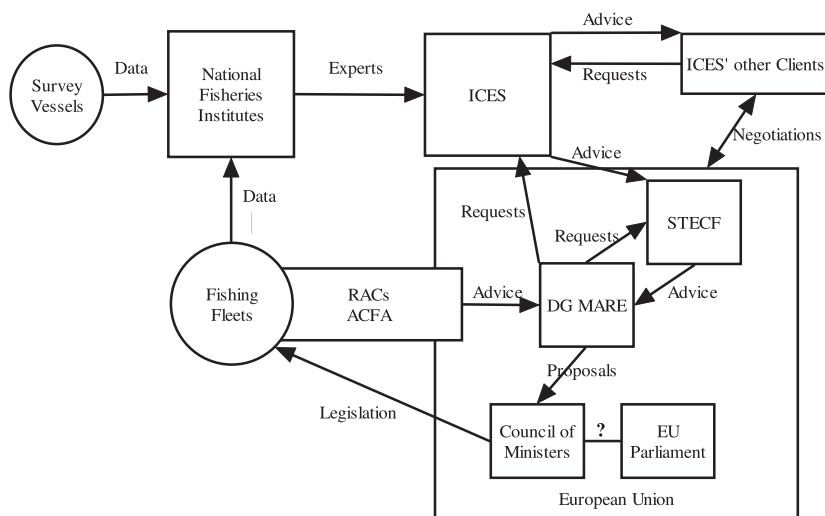 Advice
Data
Experts
ICES' other Clients
Survey
Vessels
National
Fisheries
Institutes
ICES
Requests
Negotiations
Advice
Data
Requests
Requests
STECF
Fishing
Fleets
RACs
ACFA
Advice
DG MARE
Advice
Proposals
Legislation
Council of
Ministers
?
EU
Parliament
European Union